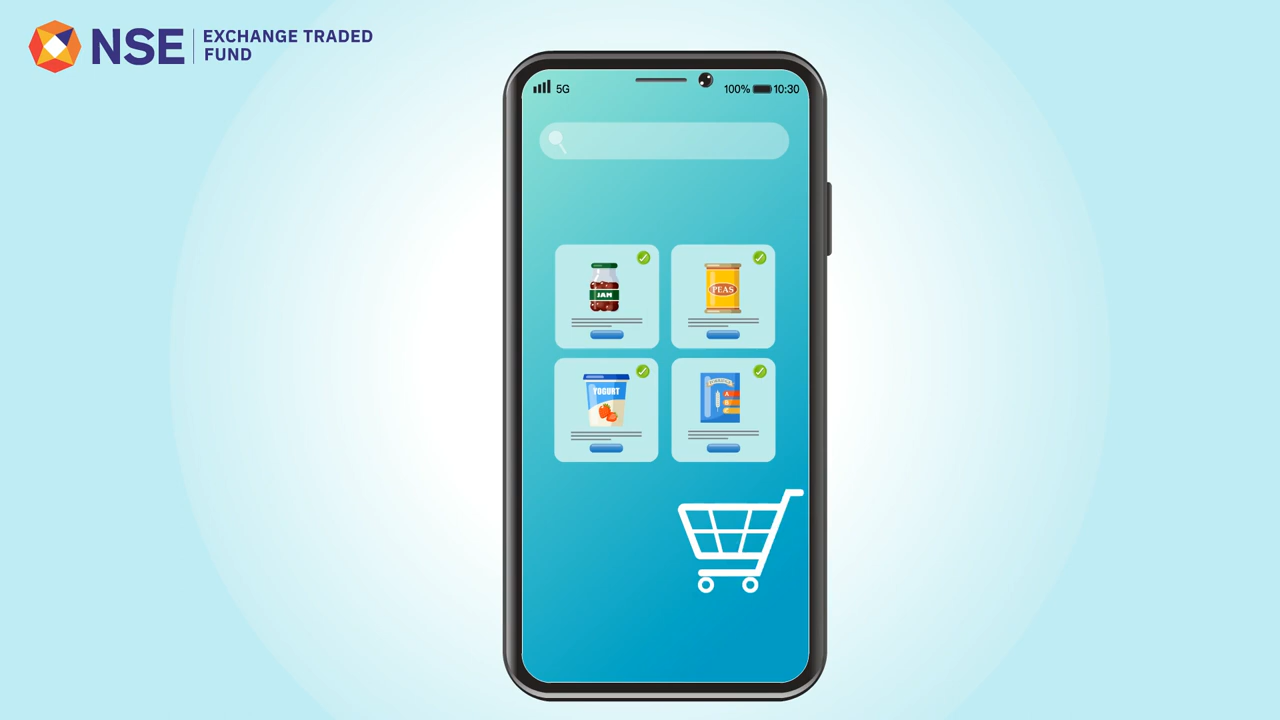 NSE
EXCHANGE TRADED
FUND
5G
100%
10:30
JAM
PEAS
YOGURT